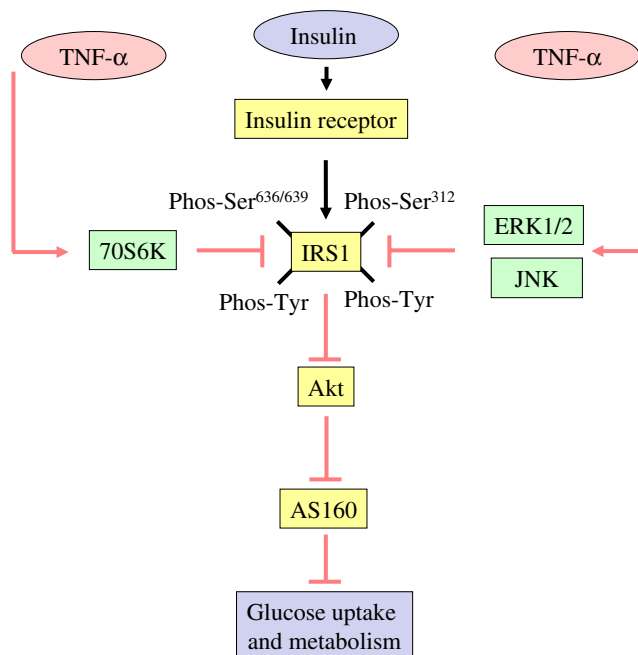 TNF-α
Insulin
TNF-α
Insulin receptor
Phos-Ser636/639
Phos-Ser312
70S6K
IRS1
ERK1/2
JNK
Phos-Tyr
Phos-Tyr
Akt
AS160
Glucose uptake
and metabolism